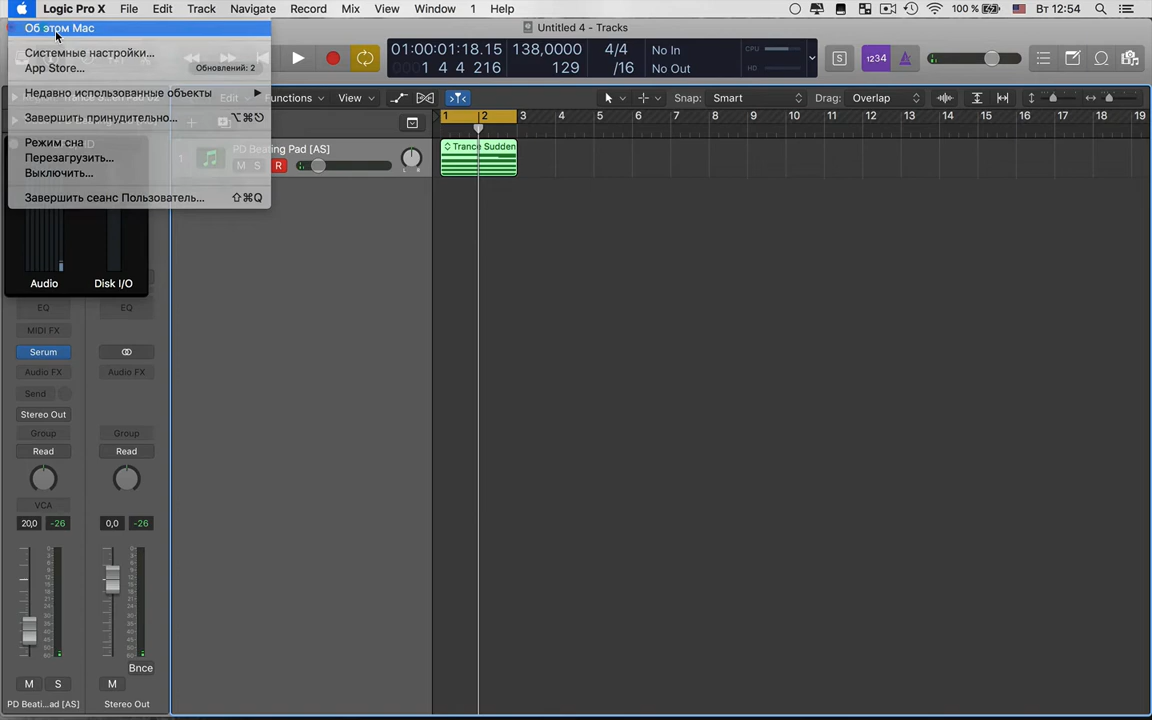 Logic Pro X File Edit Track Navigate Record Mix View Window 1 Help 100 % Вт 12:54
Об этом Mac
Системные настройки...
App Store... Обновлений: 2
Недавно использованные объекты
Завершить принудительно... ⌥⌘⎋
Режим сна
Перезагрузить...
Выключить...
Завершить сеанс Пользователь... ⇧⌘Q
Untitled 4 - Tracks
01:00:01:18.15 138,0000 4/4 No In CPU
1 4 4 216 129 /16 No Out HD
1234
S
Edit Functions View Snap: Smart Drag: Overlap
1 2 3 4 5 6 7 8 9 10 11 12 13 14 15 16 17 18 19
1 PD Beating Pad [AS]
M S R L R
Trance Sudden
Audio Disk I/O
EQ EQ
MIDI FX
Serum
Audio FX Audio FX
Send
Stereo Out
Group Group
Read Read
VCA
20,0 -26 0,0 -26
Bnce
M S M
PD Beati...ad [AS] Stereo Out